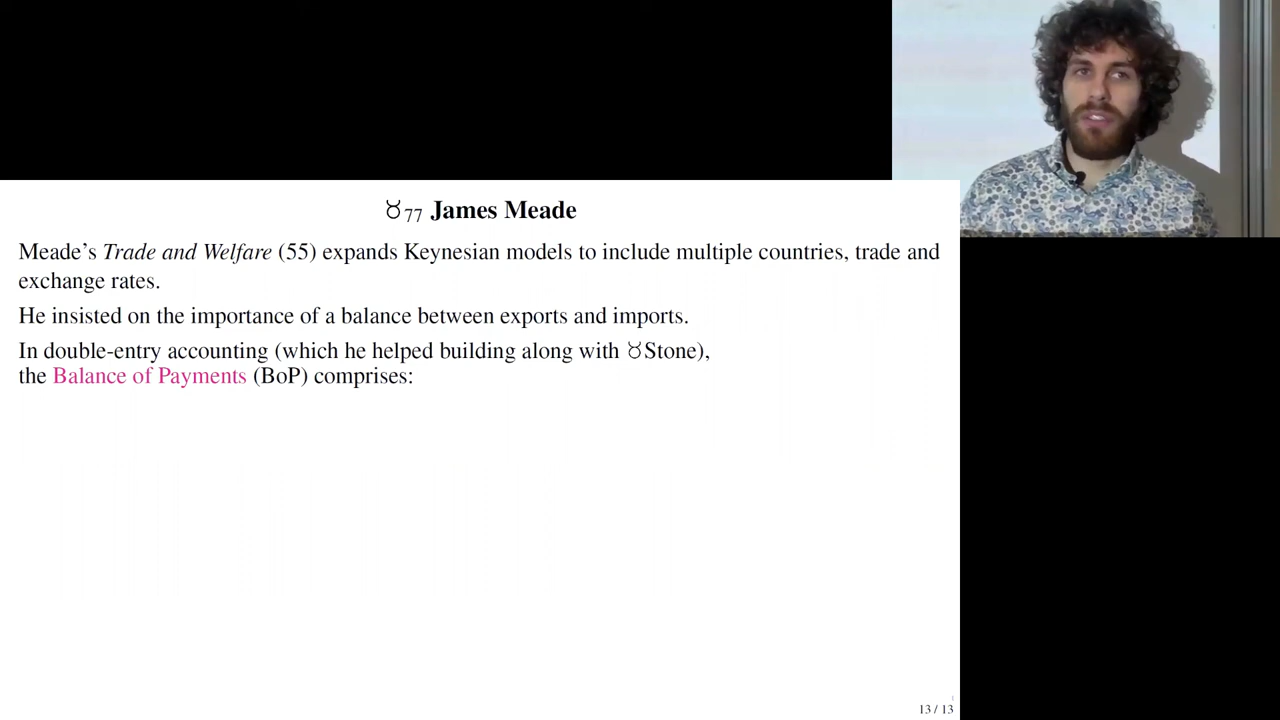 ♉77 James Meade
Meade’s Trade and Welfare (55) expands Keynesian models to include multiple countries, trade and
exchange rates.
He insisted on the importance of a balance between exports and imports.
In double-entry accounting (which he helped building along with ♉Stone),
the Balance of Payments (BoP) comprises:
13 / 13